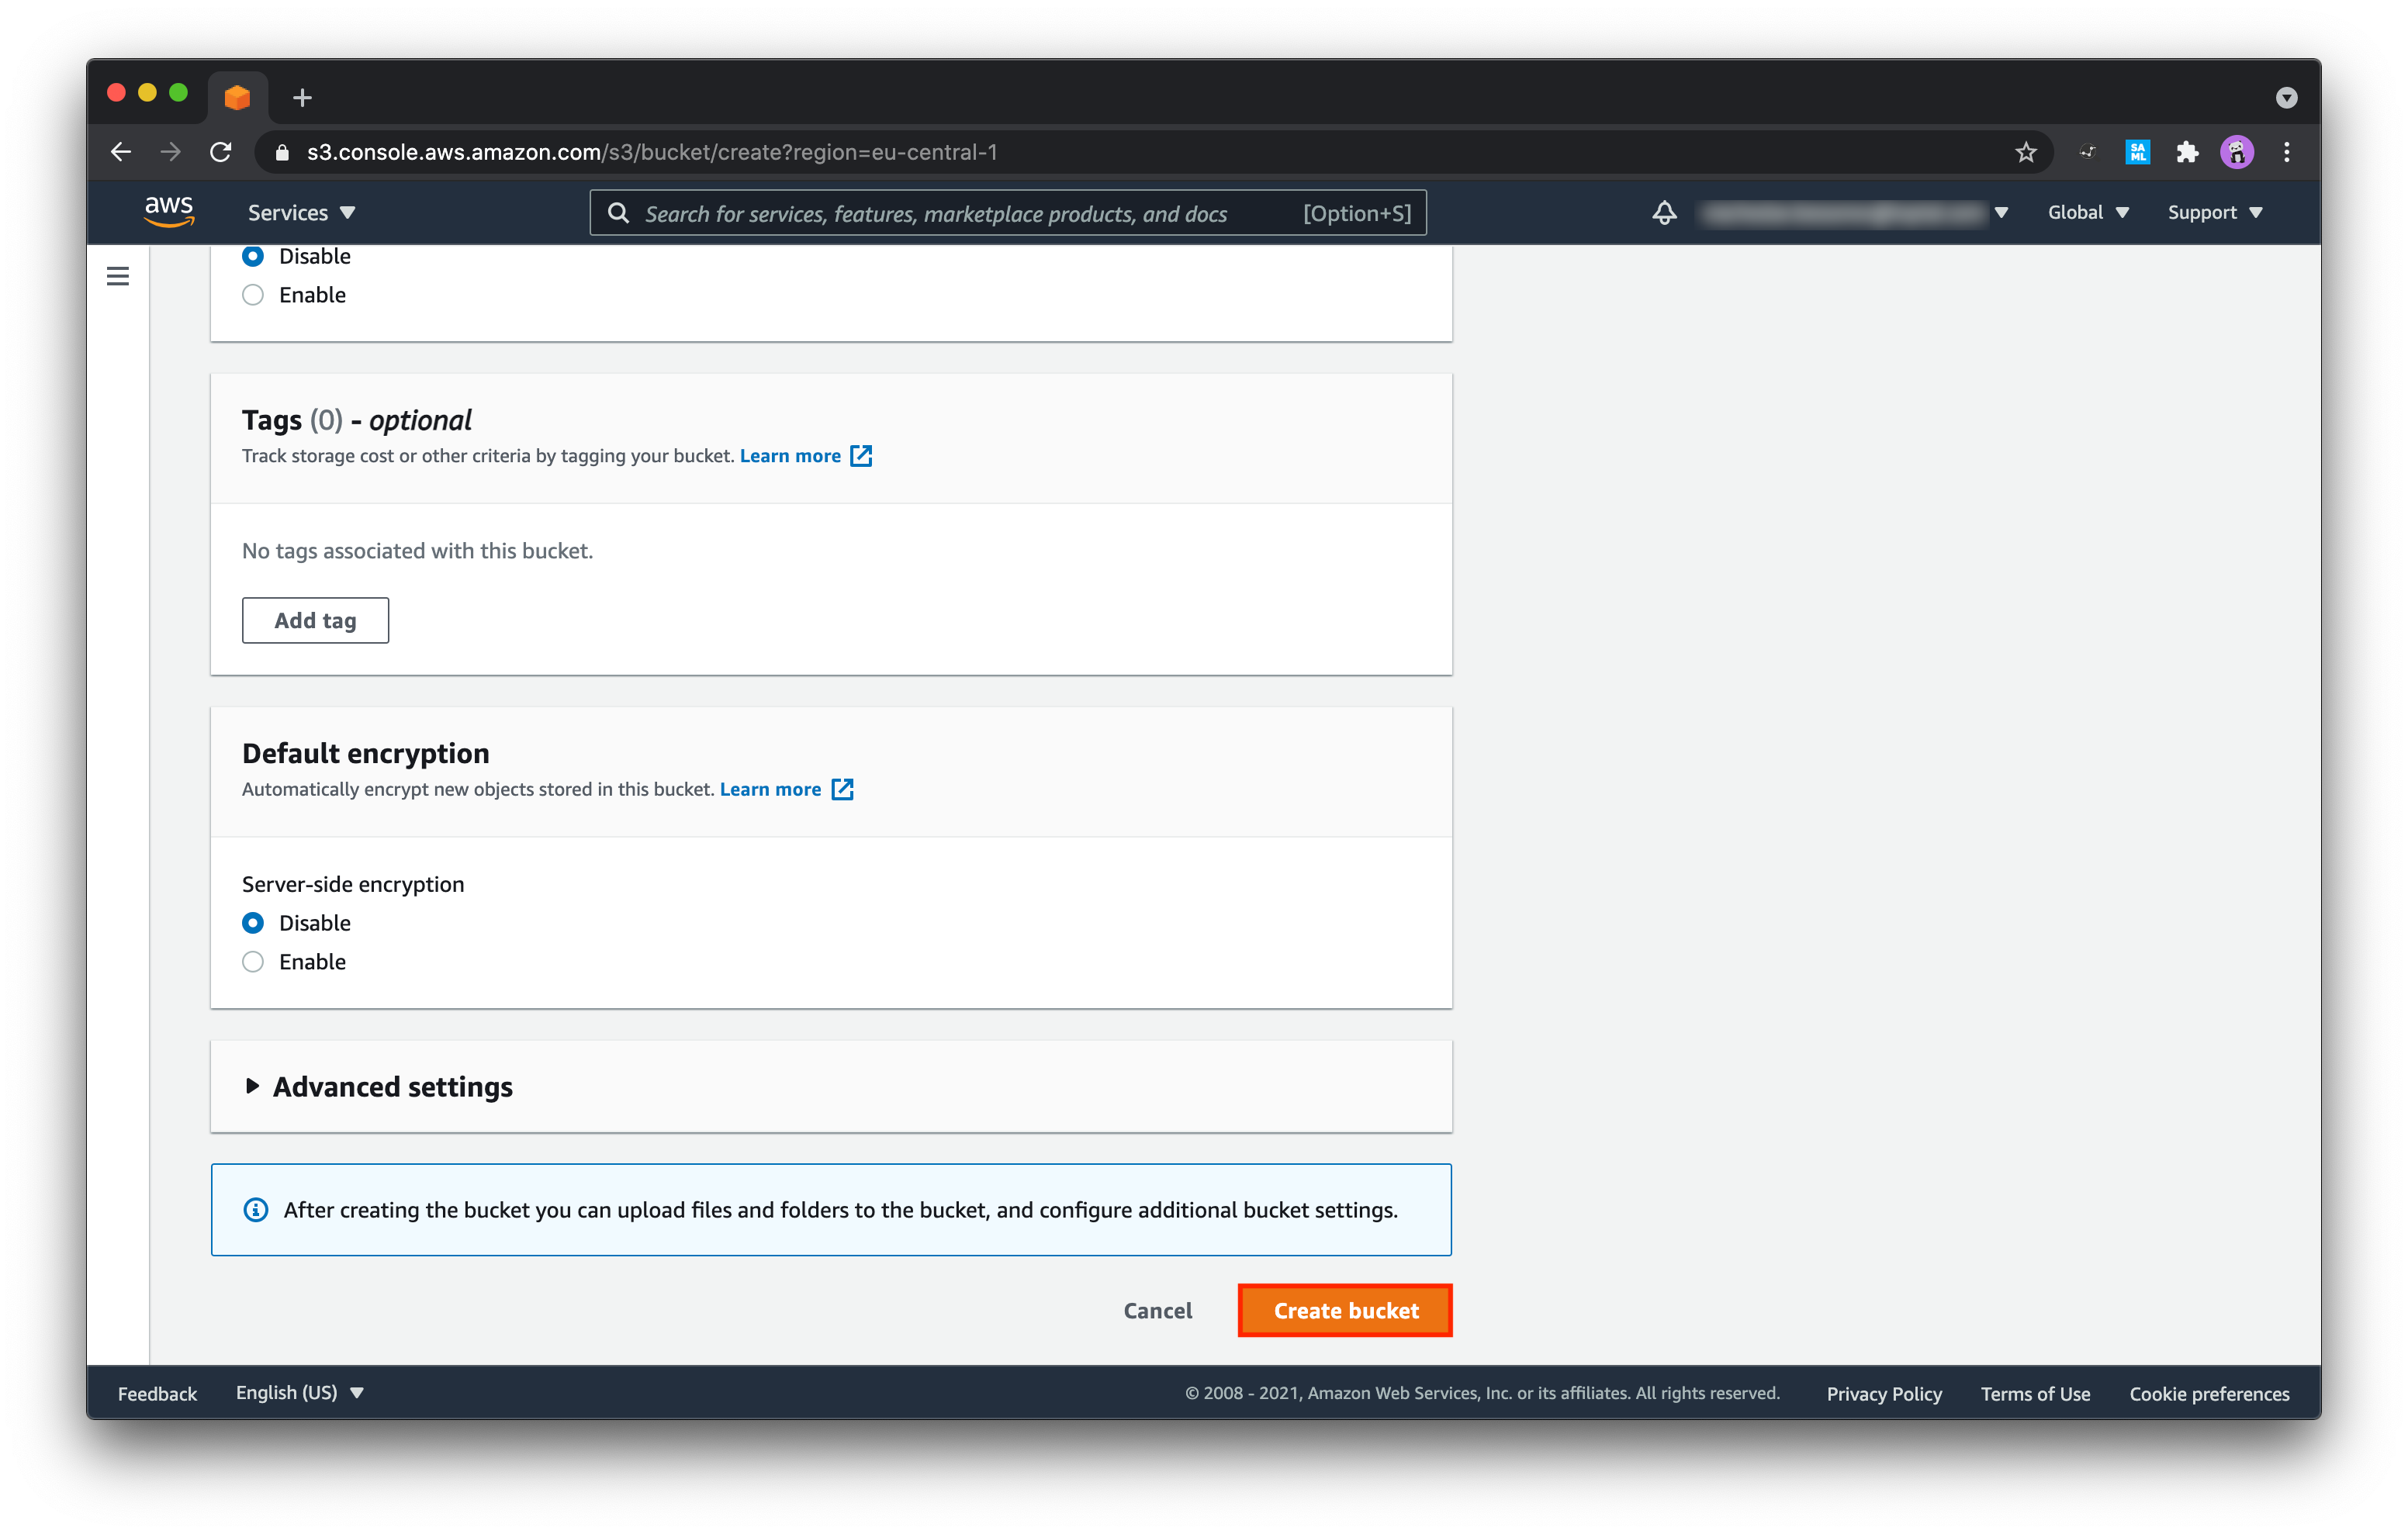 s3.console.aws.amazon.com/s3/bucket/create?region=eu-central-1
SA
ML
aws
Services
Search for services, features, marketplace products, and docs
[Option+S]
Global
Support
Disable
Enable
Tags (0) - optional
Track storage cost or other criteria by tagging your bucket. Learn more
No tags associated with this bucket.
Add tag
Default encryption
Automatically encrypt new objects stored in this bucket. Learn more
Server-side encryption
Disable
Enable
Advanced settings
After creating the bucket you can upload files and folders to the bucket, and configure additional bucket settings.
Cancel
Create bucket
Feedback
English (US)
© 2008 - 2021, Amazon Web Services, Inc. or its affiliates. All rights reserved.
Privacy Policy
Terms of Use
Cookie preferences